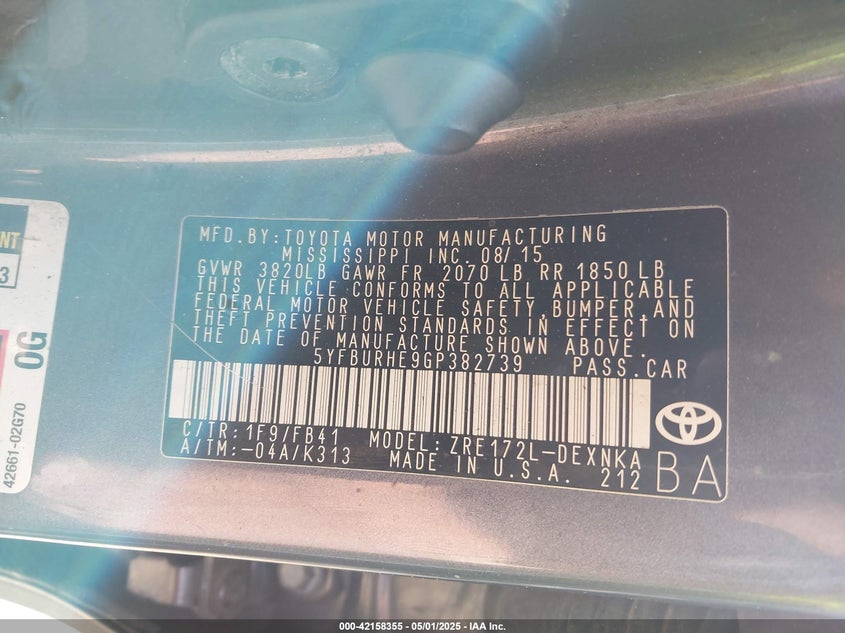 NT
3
OG
42661-02G70
MFD.BY:TOYOTA MOTOR MANUFACTURING
MISSISSIPPI INC. 08/15
GVWR 3820LB GAWR FR 2070 LB RR 1850 LB
THIS VEHICLE CONFORMS TO ALL APPLICABLE
FEDERAL MOTOR VEHICLE SAFETY,BUMPER,AND
THEFT PREVENTION STANDARDS IN EFFECT ON
THE DATE OF MANUFACTURE SHOWN ABOVE.
5YFBURHE9GP382739 PASS.CAR
C/TR:1F9/FB41 MODEL:ZRE172L-DEXNKA
A/TM:-04A/K313 MADE IN U.S.A. 212
BA
000-42158355 - 05/01/2025 - IAA Inc.